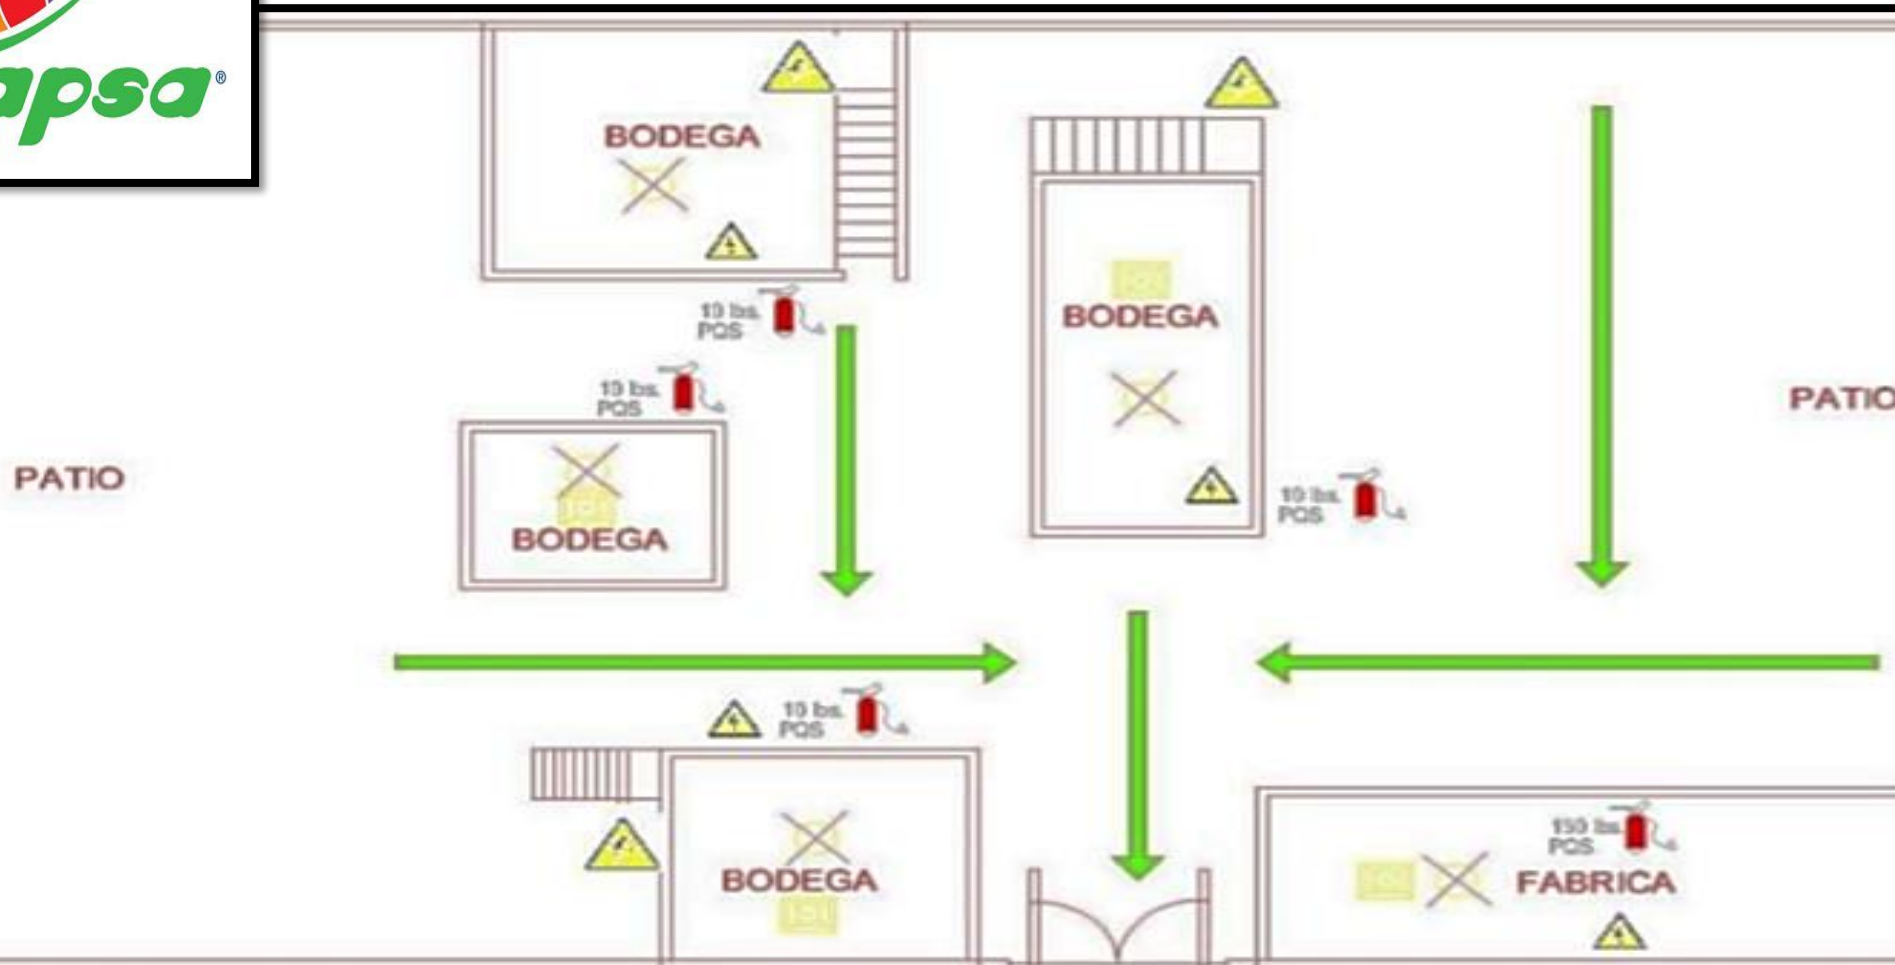 apsa®
BODEGA
BODEGA
10 lbs.
PQS
10 lbs.
PQS
PATIO
PATIO
10 lbs.
PQS
BODEGA
10 lbs.
PQS
BODEGA
150 lbs.
PQS
FABRICA